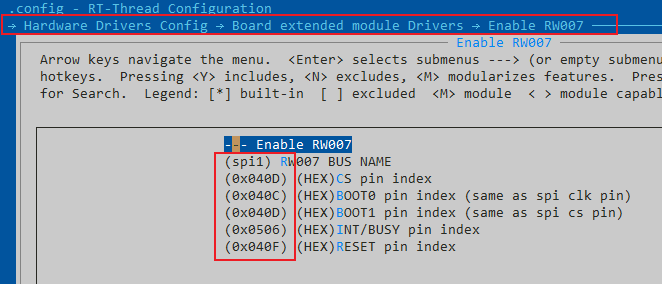 .config - RT-Thread Configuration
→ Hardware Drivers Config → Board extended module Drivers → Enable RW007
Enable RW007
Arrow keys navigate the menu.  <Enter> selects submenus ---> (or empty submenu
hotkeys.  Pressing <Y> includes, <N> excludes, <M> modularizes features.  Pres
for Search.  Legend: [*] built-in  [ ] excluded  <M> module  < > module capabl
--- Enable RW007
(spi1) RW007 BUS NAME
(0x040D) (HEX)CS pin index
(0x040C) (HEX)BOOT0 pin index (same as spi clk pin)
(0x040D) (HEX)BOOT1 pin index (same as spi cs pin)
(0x0506) (HEX)INT/BUSY pin index
(0x040F) (HEX)RESET pin index